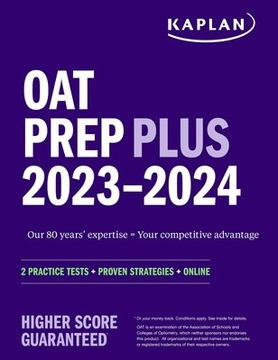 KAPLAN
OAT
PREP PLUS
2023–2024
Our 80 years' expertise = Your competitive advantage
2 PRACTICE TESTS + PROVEN STRATEGIES + ONLINE
HIGHER SCORE
GUARANTEED*
* Or your money back. Conditions apply. See inside for details.
OAT is an examination of the Association of Schools and
Colleges of Optometry, which neither sponsors nor endorses
this product. All organizational and test names are trademarks
or registered trademarks of their respective owners.